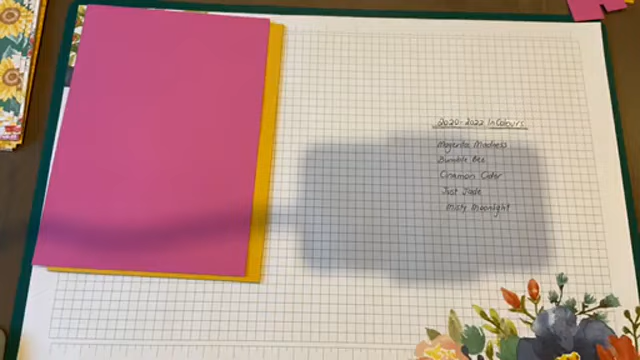 2020-2022 InColours
Magenta Madness
Bumble Bee
Cinnamon Cider
Just Jade
Misty Moonlight